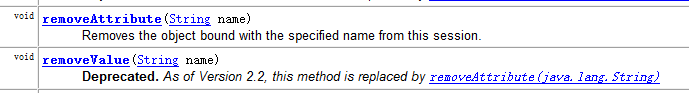 void removeAttribute(String name)
Removes the object bound with the specified name from this session.
void removeValue(String name)
Deprecated. As of Version 2.2, this method is replaced by removeAttribute(java.lang.String)